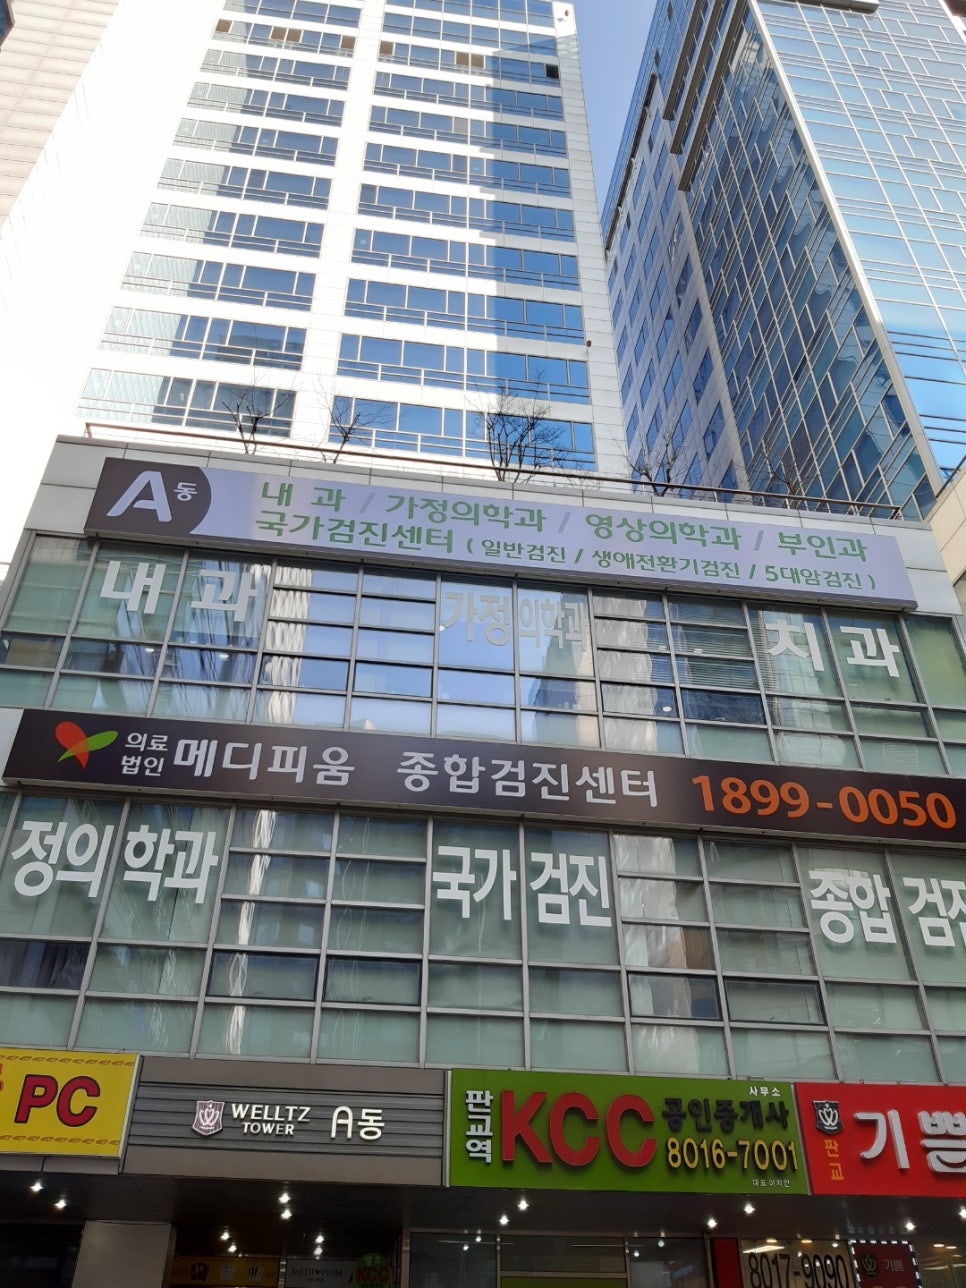 A동
내 과 / 가정의학과 / 영상의학과 / 부인과
국가검진센터 ( 일반검진 / 생애전환기검진 / 5대암검진 )
내 과
가정의학과
치 과
의료
법인
메디피움 종합검진센터 1899-0050
정의학과
국가 검진
종합 검진
PC
WELLTZ
TOWER
A동
판교역
KCC
사무소
공인중개사
8016-7001
판교
기쁨
8017-9090
KCC
기쁨